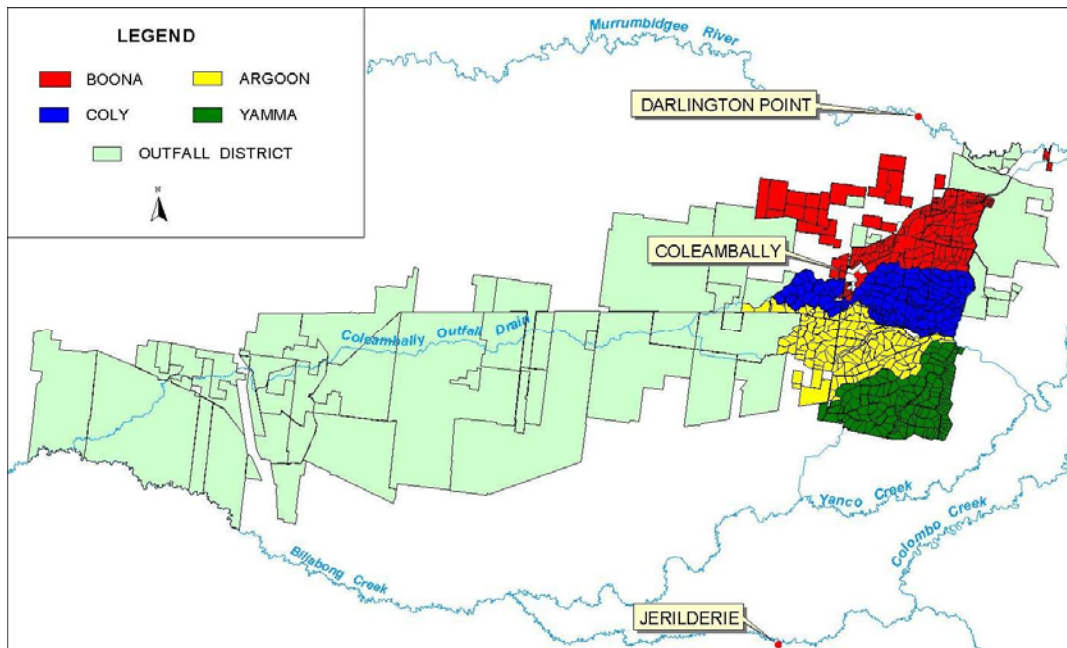 LEGEND
BOONA
ARGOON
COLY
YAMMA
OUTFALL DISTRICT
N
Murrumbidgee River
DARLINGTON POINT
COLEAMBALLY
Coleambally Outfall Drain
Yanco Creek
Colombo Creek
Billabong Creek
JERILDERIE